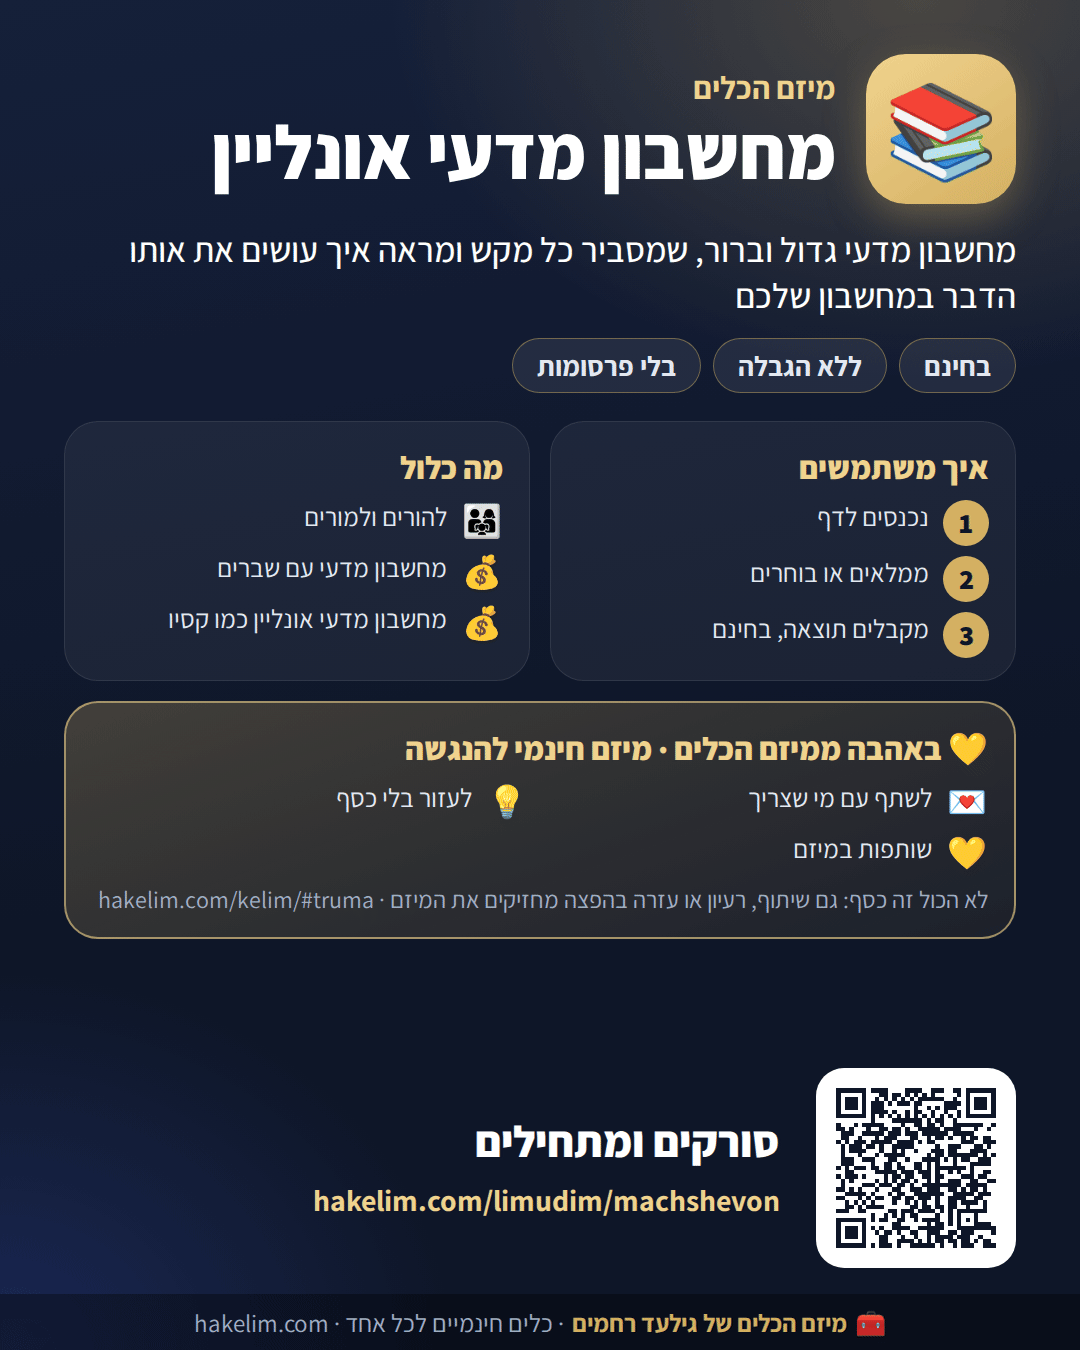 מיזם הכלים
מחשבון מדעי אונליין
מחשבון מדעי גדול וברור, שמסביר כל מקש ומראה איך עושים את אותו
הדבר במחשבון שלכם
בחינם
ללא הגבלה
בלי פרסומות
איך משתמשים
1 נכנסים לדף
2 ממלאים או בוחרים
3 מקבלים תוצאה, בחינם
מה כלול
להורים ולמורים
מחשבון מדעי עם שברים
מחשבון מדעי אונליין כמו קסיו
באהבה ממיזם הכלים · מיזם חינמי להנגשה
לשתף עם מי שצריך
לעזור בלי כסף
שותפות במיזם
לא הכול זה כסף: גם שיתוף, רעיון או עזרה בהפצה מחזיקים את המיזם · hakelim.com/kelim/#truma
סורקים ומתחילים
hakelim.com/limudim/machshevon
מיזם הכלים של גילעד רחמים · כלים חינמיים לכל אחד · hakelim.com